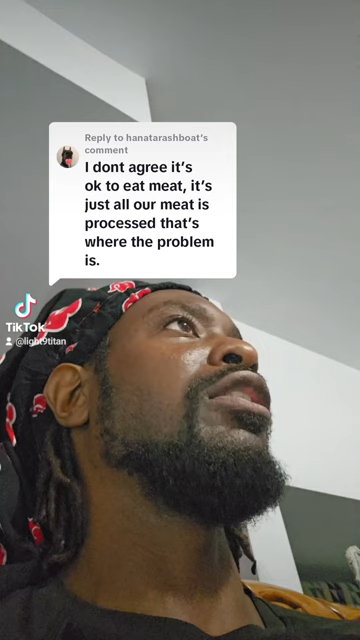 Reply to hanatarashboat's
comment
I dont agree it's
ok to eat meat, it's
just all our meat is
processed that's
where the problem
is.
TikTok
@light9titan